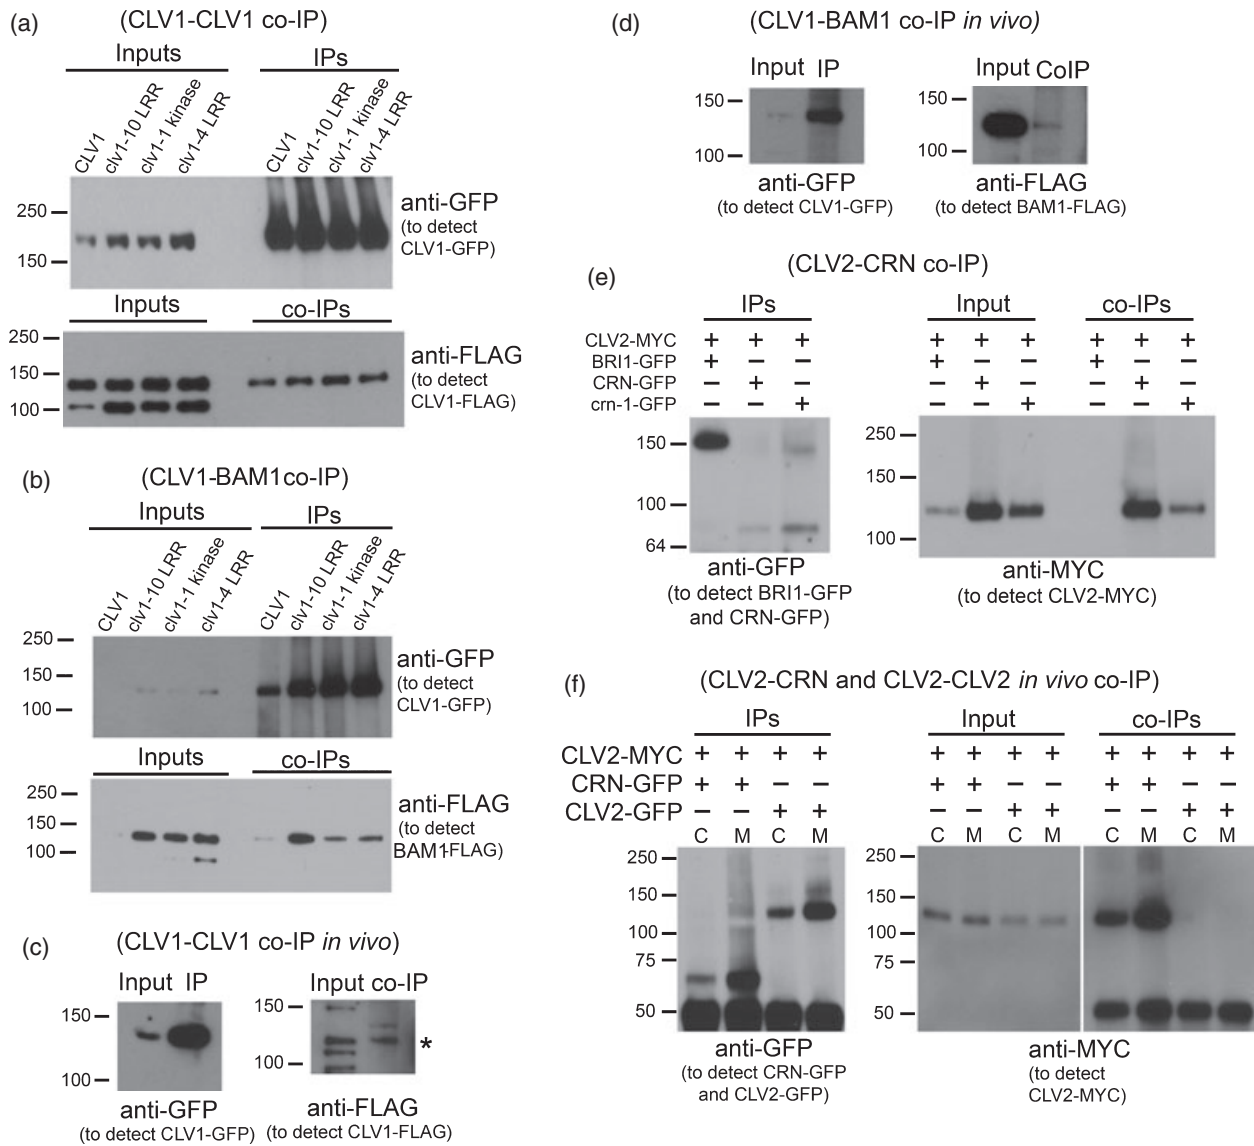 (a)
(CLV1-CLV1 co-IP)
Inputs IPs
CLV1 clv1-10 LRR clv1-1 kinase clv1-4 LRR CLV1 clv1-10 LRR clv1-1 kinase clv1-4 LRR
250
150
anti-GFP
(to detect
CLV1-GFP)
Inputs co-IPs
250
150
100
anti-FLAG
(to detect
CLV1-FLAG)
(b)
(CLV1-BAM1co-IP)
Inputs IPs
CLV1 clv1-10 LRR clv1-1 kinase clv1-4 LRR CLV1 clv1-10 LRR clv1-1 kinase clv1-4 LRR
250
150
100
anti-GFP
(to detect
CLV1-GFP)
Inputs co-IPs
250
150
100
anti-FLAG
(to detect
BAM1-FLAG)
(c)
(CLV1-CLV1 co-IP in vivo)
Input IP
150
100
anti-GFP
(to detect CLV1-GFP)
Input co-IP
150
100
*
anti-FLAG
(to detect CLV1-FLAG)
(d)
(CLV1-BAM1 co-IP in vivo)
Input IP
150
100
anti-GFP
(to detect CLV1-GFP)
Input CoIP
150
100
anti-FLAG
(to detect BAM1-FLAG)
(e)
(CLV2-CRN co-IP)
IPs Input co-IPs
CLV2-MYC + + + + + + + + +
BRI1-GFP + − − + − − + − −
CRN-GFP − + − − + − − + −
crn-1-GFP − − + − − + − − +
150
100
64
anti-GFP
(to detect BRI1-GFP
and CRN-GFP)
250
150
100
anti-MYC
(to detect CLV2-MYC)
(f)
(CLV2-CRN and CLV2-CLV2 in vivo co-IP)
IPs Input co-IPs
CLV2-MYC + + + + + + + + + + + +
CRN-GFP + + − − + + − − + + − −
CLV2-GFP − − + + − − + + − − + +
C M C M C M C M C M C M
250
150
100
75
50
anti-GFP
(to detect CRN-GFP
and CLV2-GFP)
250
150
100
75
50
anti-MYC
(to detect
CLV2-MYC)